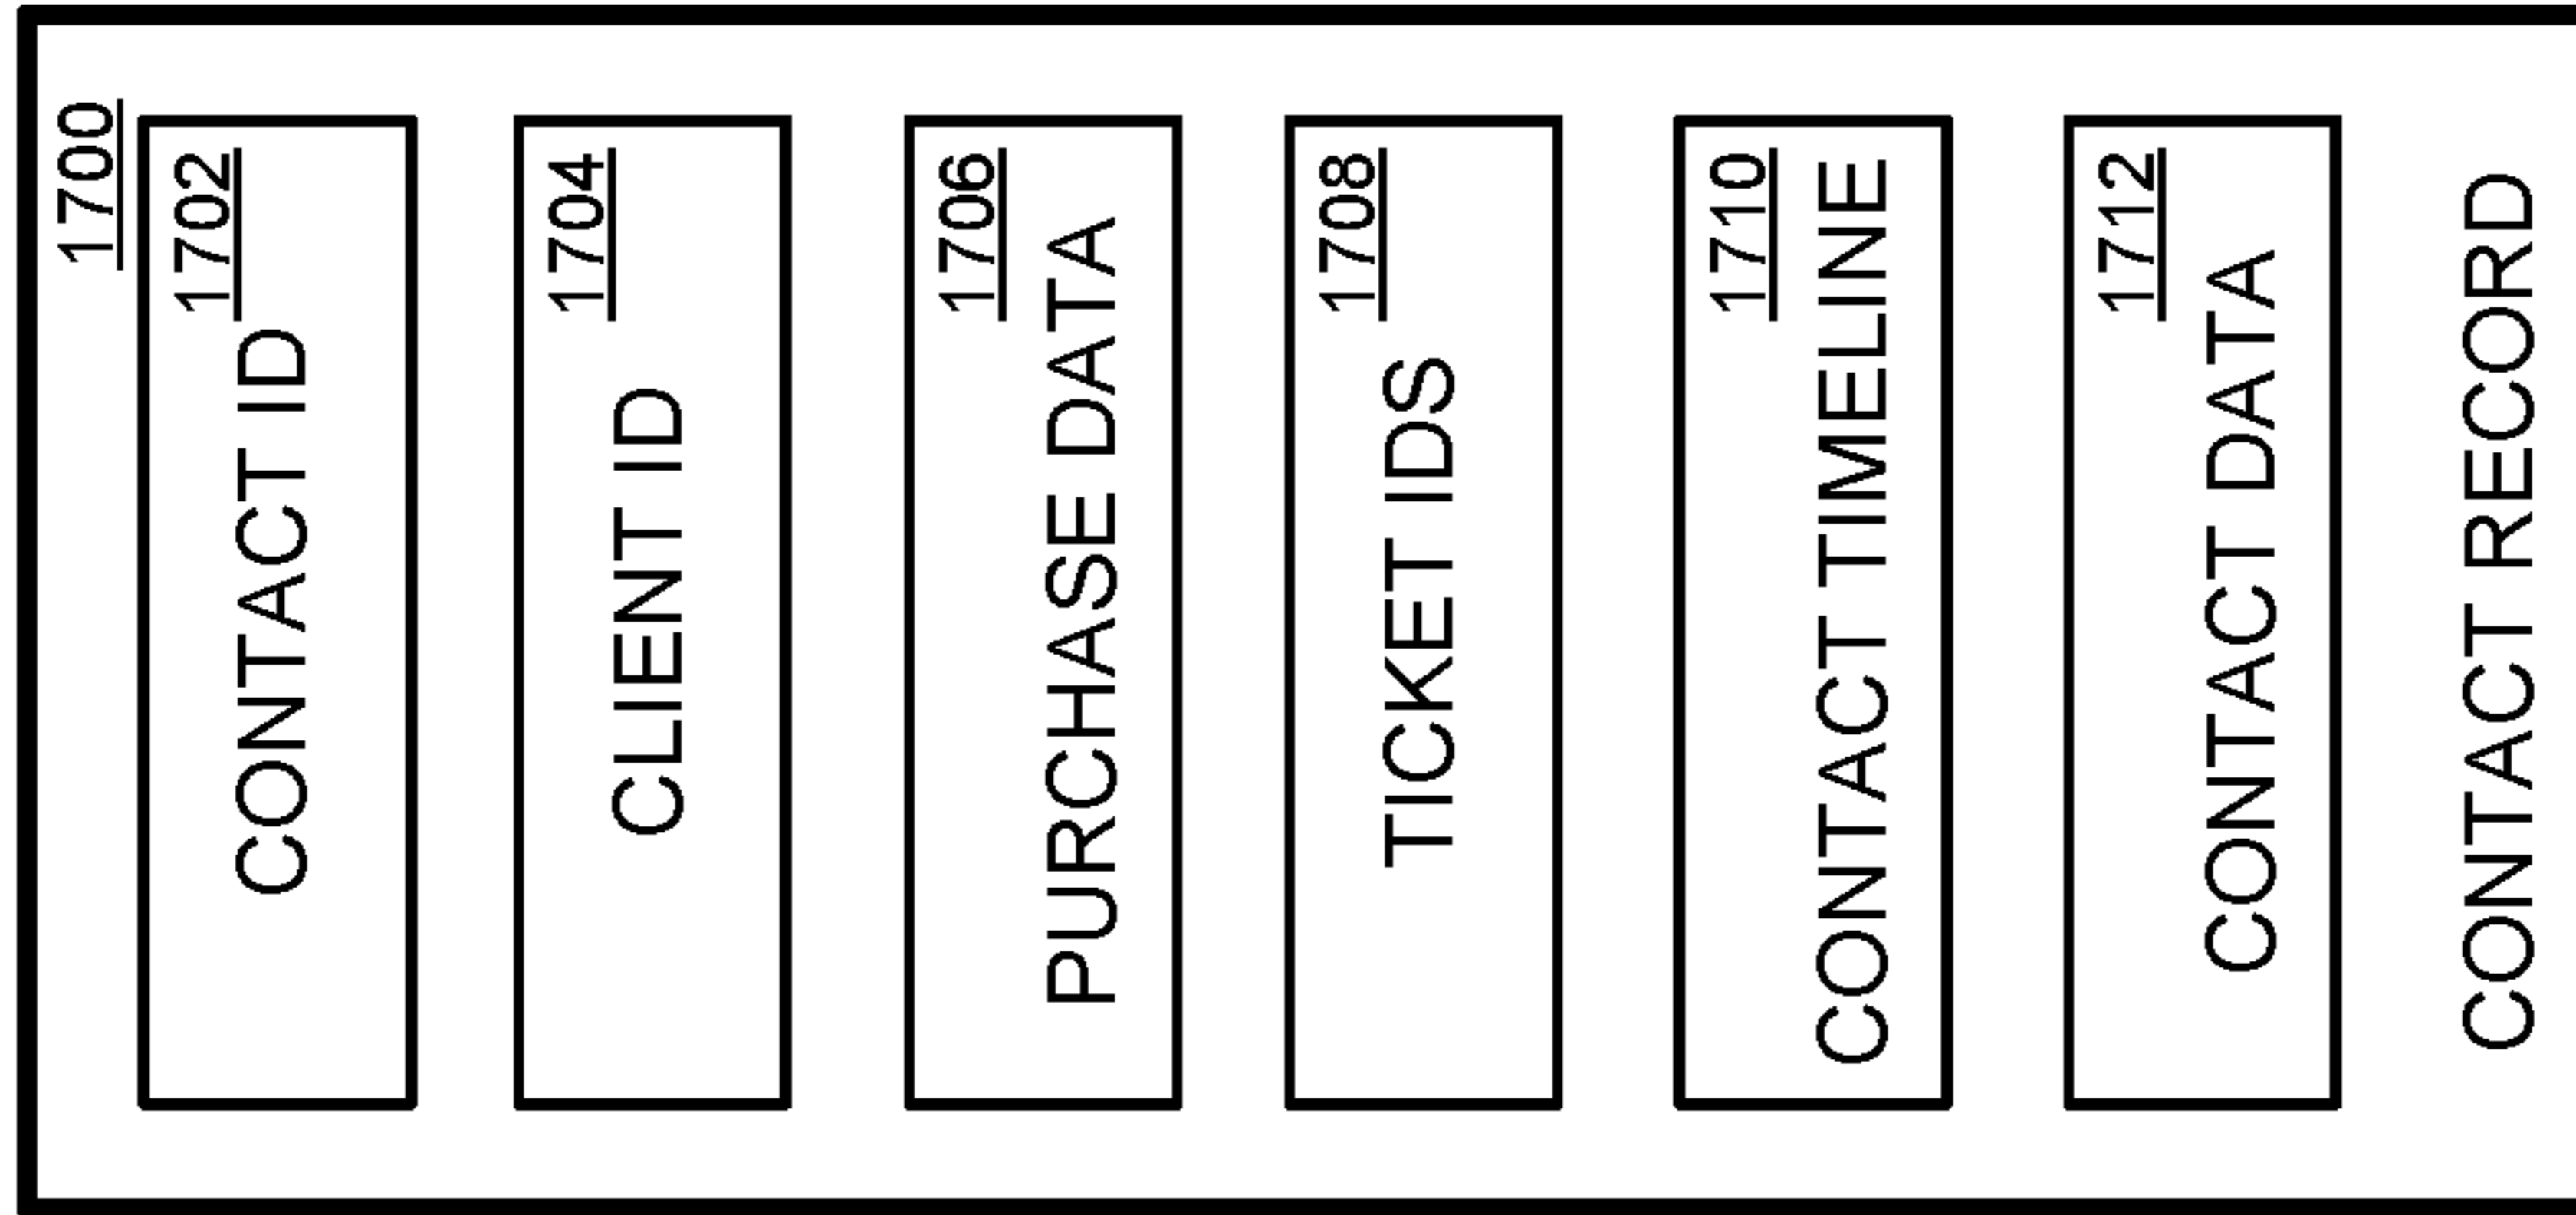 1700
1702
CONTACT ID
1704
CLIENT ID
1706
PURCHASE DATA
1708
TICKET IDS
1710
CONTACT TIMELINE
1712
CONTACT DATA
CONTACT RECORD